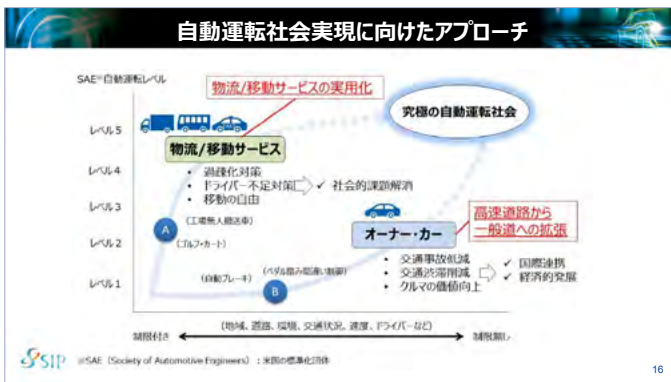 自動運転社会実現に向けたアプローチ
SAE※自動運転レベル
物流/移動サービスの実用化
究極の自動運転社会
レベル5
物流/移動サービス
レベル4
• 過疎化対策
• ドライバー不足対策 ✓ 社会的課題解消
• 移動の自由
レベル3
A
(工場無人搬送車)
オーナー・カー
高速道路から
一般道への拡張
レベル2
(ゴルフ・カート)
• 交通事故低減
• 交通渋滞削減
• クルマの価値向上
✓ 国際連携
✓ 経済的発展
レベル1
(自動ブレーキ)
(ペダル踏み間違い制御)
B
(地域、道路、環境、交通状況、速度、ドライバーなど)
制限付き
制限無し
SIP
※SAE（Society of Automotive Engineers）：米国の標準化団体
16